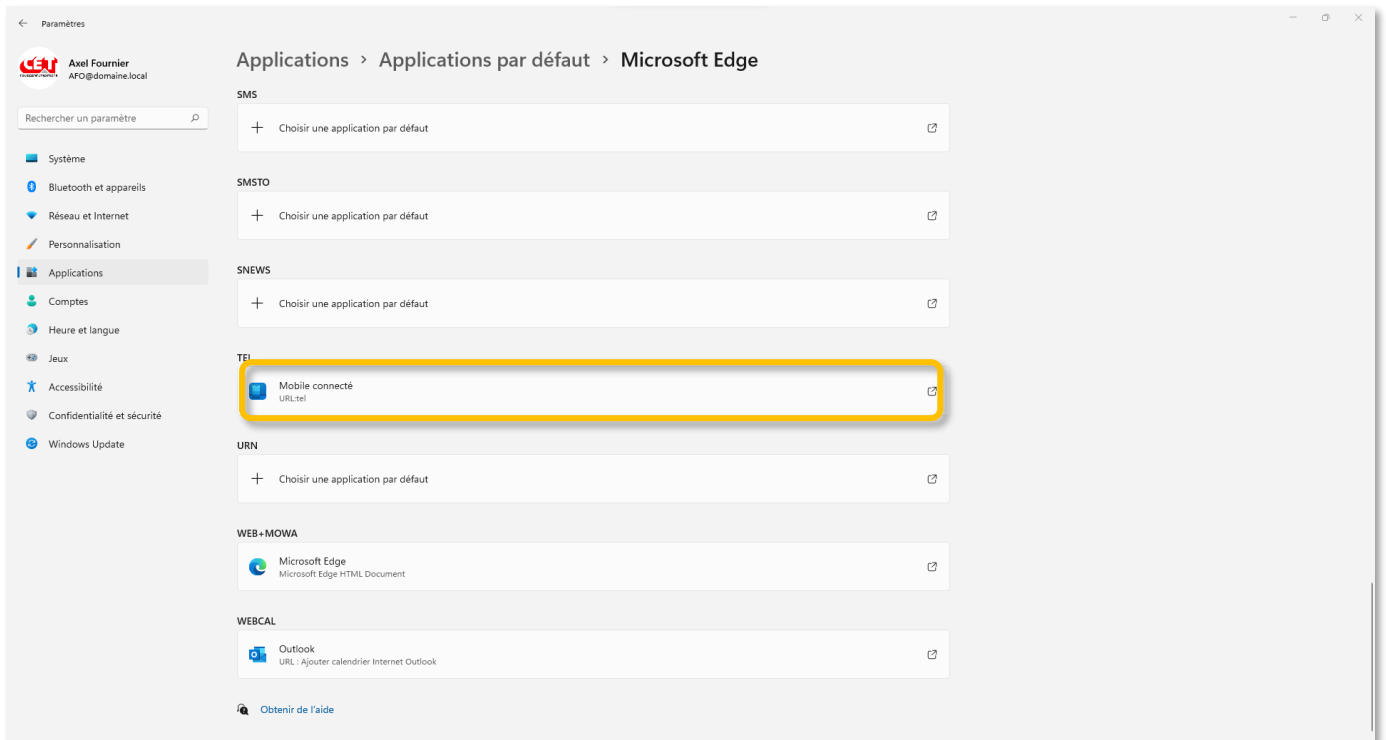 Paramètres
CET
Axel Fournier
AFO@domaine.local
Rechercher un paramètre
Système
Bluetooth et appareils
Réseau et Internet
Personnalisation
Applications
Comptes
Heure et langue
Jeux
Accessibilité
Confidentialité et sécurité
Windows Update
Applications > Applications par défaut > Microsoft Edge
SMS
Choisir une application par défaut
SMSTO
Choisir une application par défaut
SNEWS
Choisir une application par défaut
TEL
Mobile connecté
URL:tel
URN
Choisir une application par défaut
WEB+MOWA
Microsoft Edge
Microsoft Edge HTML Document
WEBCAL
Outlook
URL : Ajouter calendrier Internet Outlook
Obtenir de l'aide